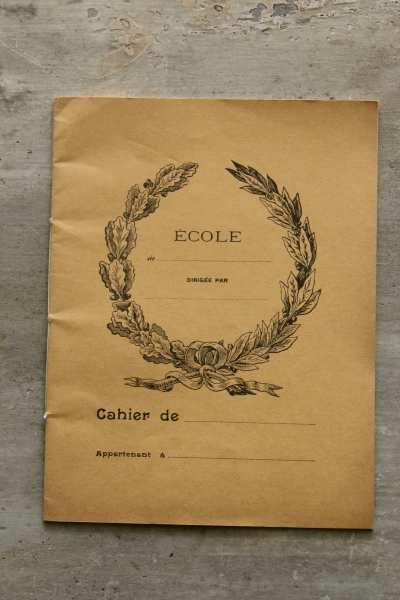 ÉCOLE
de
DIRIGÉE PAR
Cahier de
Appartenant à